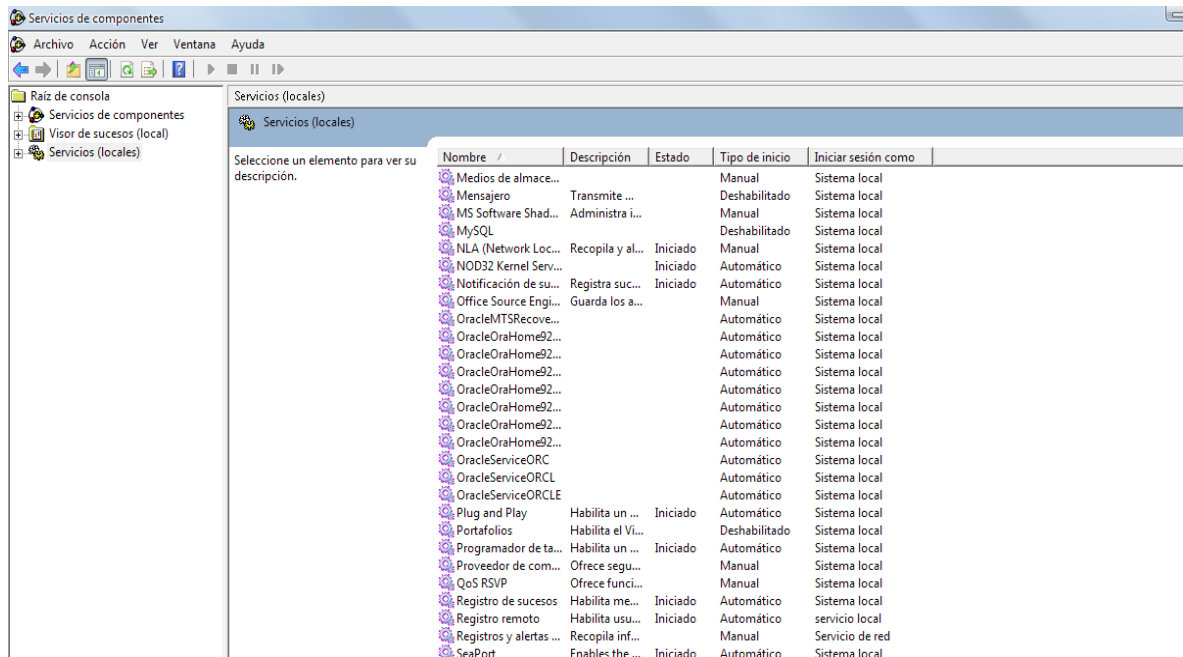 Servicios de componentes
Archivo Acción Ver Ventana Ayuda
Raíz de consola
Servicios de componentes
Visor de sucesos (local)
Servicios (locales)
Servicios (locales)
Servicios (locales)
Seleccione un elemento para ver su
descripción.
Nombre Descripción Estado Tipo de inicio Iniciar sesión como
Medios de almace... Manual Sistema local
Mensajero Transmite ... Deshabilitado Sistema local
MS Software Shad... Administra i... Manual Sistema local
MySQL Deshabilitado Sistema local
NLA (Network Loc... Recopila y al... Iniciado Manual Sistema local
NOD32 Kernel Serv... Iniciado Automático Sistema local
Notificación de su... Registra suc... Iniciado Automático Sistema local
Office Source Engi... Guarda los a... Manual Sistema local
OracleMTSRecove... Automático Sistema local
OracleOraHome92... Automático Sistema local
OracleOraHome92... Automático Sistema local
OracleOraHome92... Automático Sistema local
OracleOraHome92... Automático Sistema local
OracleOraHome92... Automático Sistema local
OracleOraHome92... Automático Sistema local
OracleOraHome92... Automático Sistema local
OracleServiceORC Automático Sistema local
OracleServiceORCL Automático Sistema local
OracleServiceORCLE Automático Sistema local
Plug and Play Habilita un ... Iniciado Automático Sistema local
Portafolios Habilita el Vi... Deshabilitado Sistema local
Programador de ta... Habilita un ... Iniciado Automático Sistema local
Proveedor de com... Ofrece segu... Manual Sistema local
QoS RSVP Ofrece funci... Manual Sistema local
Registro de sucesos Habilita me... Iniciado Automático Sistema local
Registro remoto Habilita usu... Iniciado Automático servicio local
Registros y alertas ... Recopila inf... Manual Servicio de red
SeaPort Enables the ... Iniciado Automático Sistema local